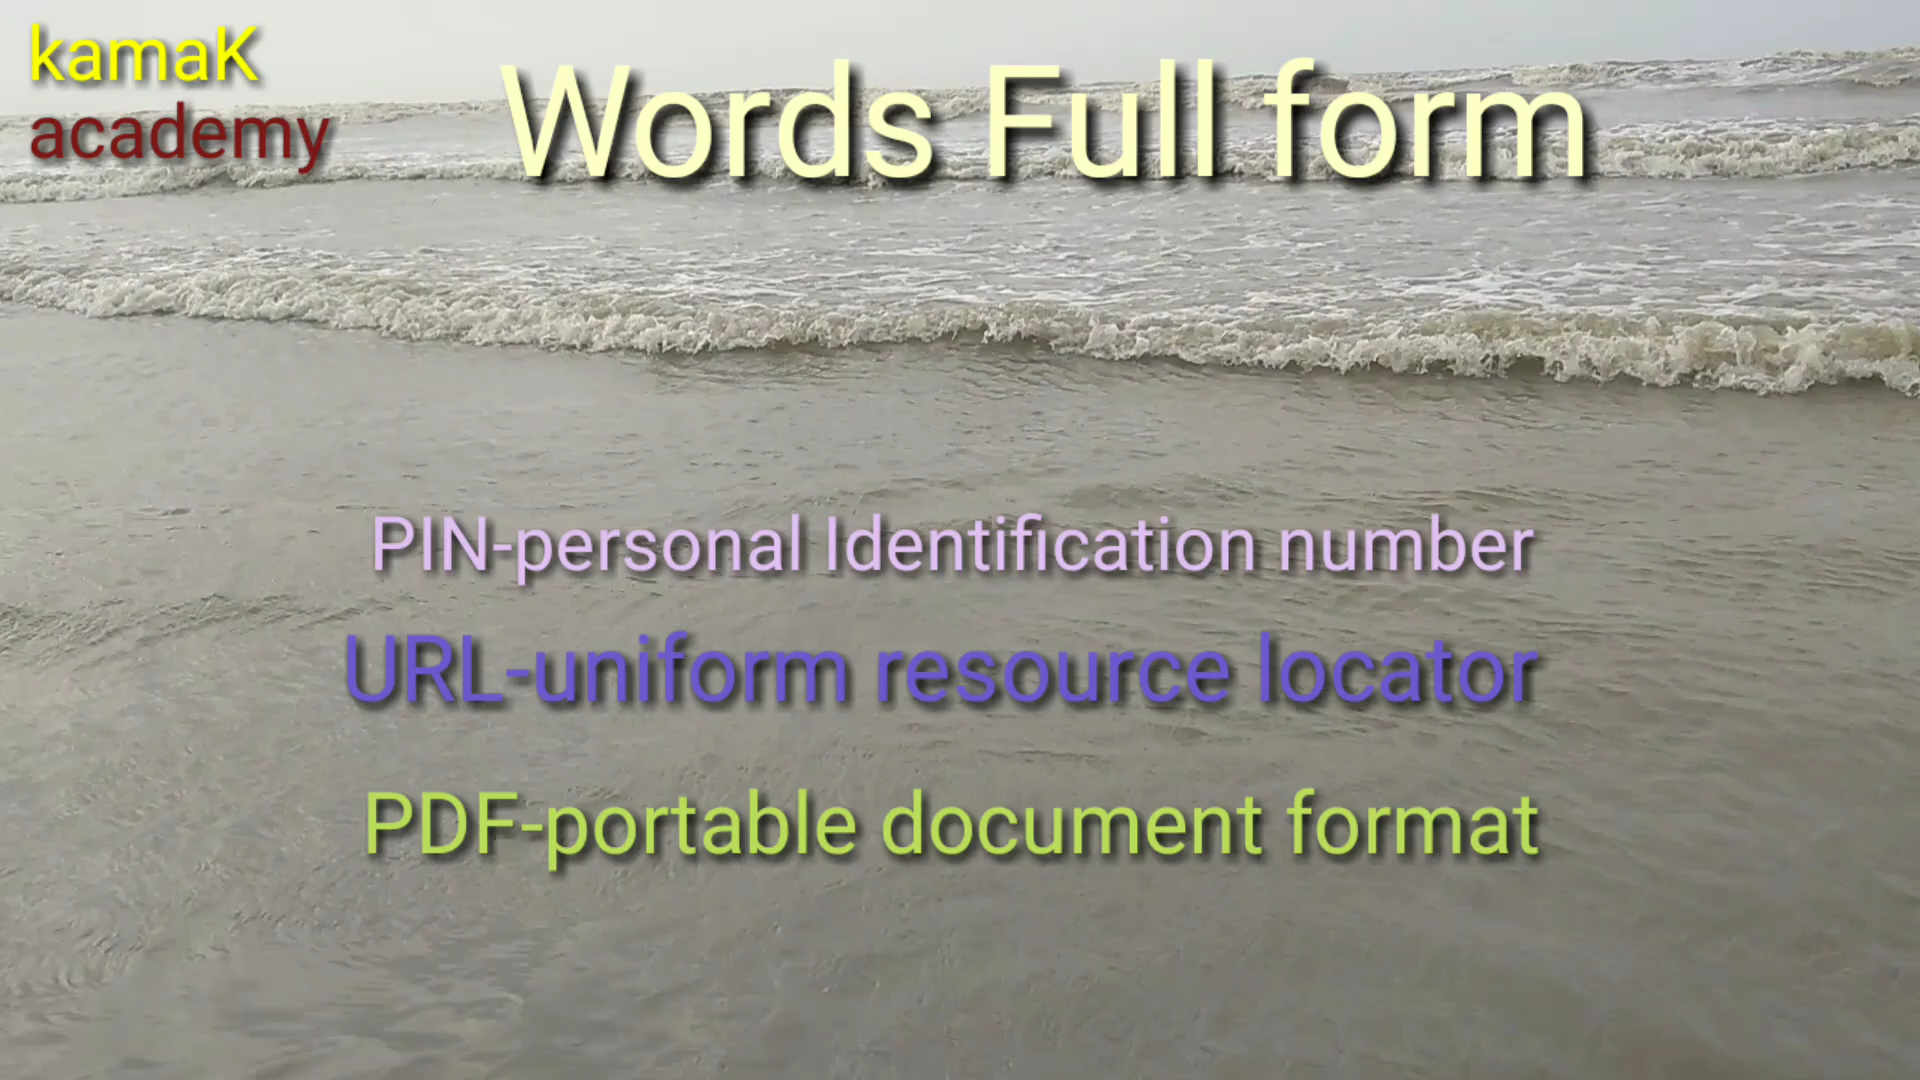 kamaK
academy
Words Full form
PIN-personal Identification number
URL-uniform resource locator
PDF-portable document format